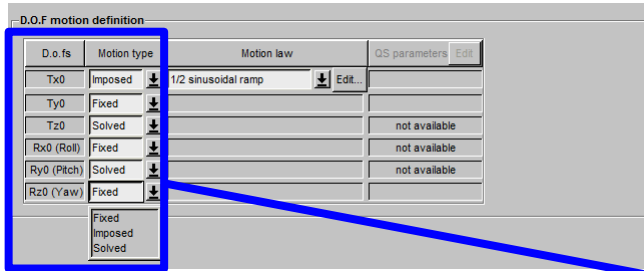 D.O.F motion definition
D.o.fs Motion type Motion law QS parameters Edit
Tx0 Imposed 1/2 sinusoidal ramp Edit...
Ty0 Fixed
Tz0 Solved not available
Rx0 (Roll) Fixed not available
Ry0 (Pitch) Solved not available
Rz0 (Yaw) Fixed
Fixed
Imposed
Solved